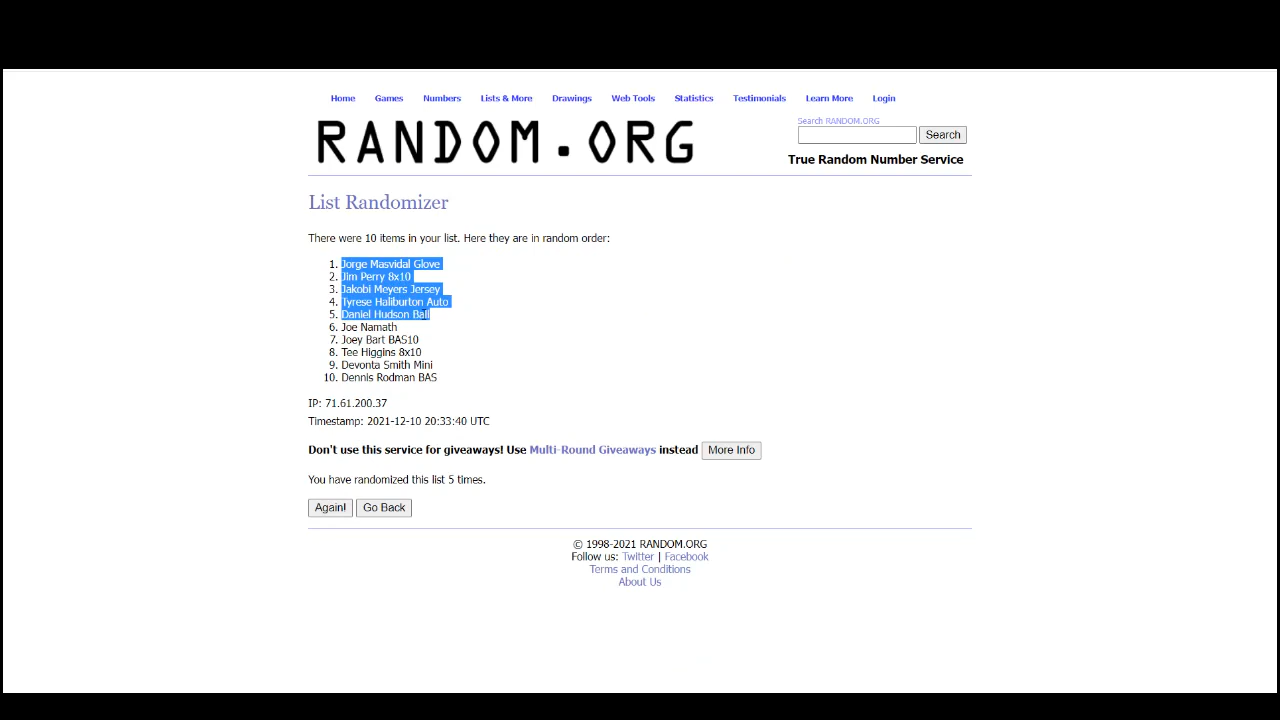 Home Games Numbers Lists & More Drawings Web Tools Statistics Testimonials Learn More Login
RANDOM.ORG
Search RANDOM.ORG
Search
True Random Number Service
List Randomizer
There were 10 items in your list. Here they are in random order:
1. Jorge Masvidal Glove
2. Jim Perry 8x10
3. Jakobi Meyers Jersey
4. Tyrese Haliburton Auto
5. Daniel Hudson Ball
6. Joe Namath
7. Joey Bart BAS10
8. Tee Higgins 8x10
9. Devonta Smith Mini
10. Dennis Rodman BAS
IP: 71.61.200.37
Timestamp: 2021-12-10 20:33:40 UTC
Don't use this service for giveaways! Use Multi-Round Giveaways instead More Info
You have randomized this list 5 times.
Again! Go Back
© 1998-2021 RANDOM.ORG
Follow us: Twitter | Facebook
Terms and Conditions
About Us